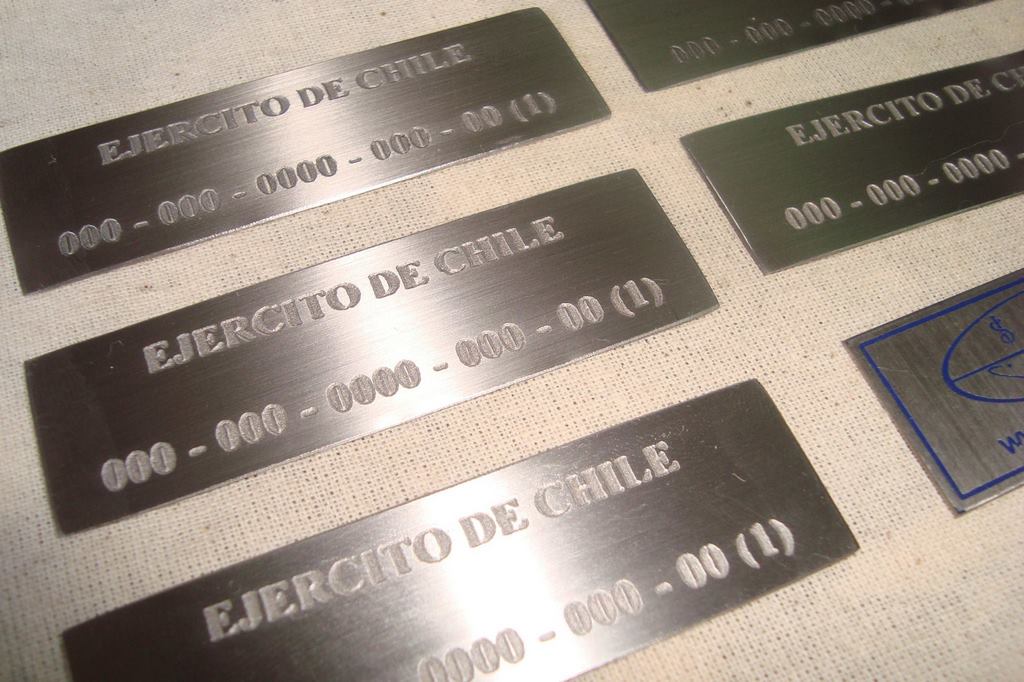 EJERCITO DE CHILE
000 - 000 - 0000 - 000 - 00 (1)
000 - 000 - 0000 -
EJERCITO DE CH
000 - 000 - 0000 -
EJERCITO DE CHILE
000 - 000 - 0000 - 000 - 00 (1)
EJERCITO DE CHILE
0000 - 000 - 00 (1)